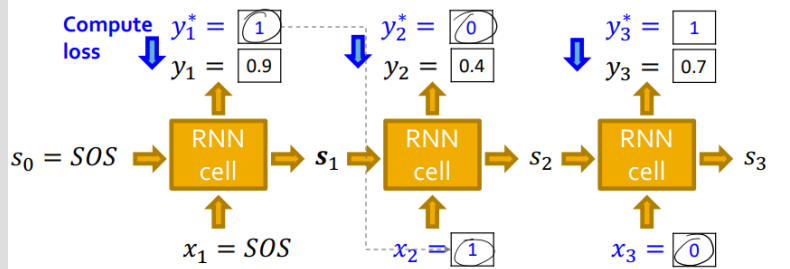 Compute y₁* = 1 y₂* = 0 y₃* = 1
loss
y₁ = 0.9 y₂ = 0.4 y₃ = 0.7
RNN RNN RNN
s₀ = SOS s₁ s₂ s₃
cell cell cell
x₁ = SOS x₂ = 1 x₃ = 0